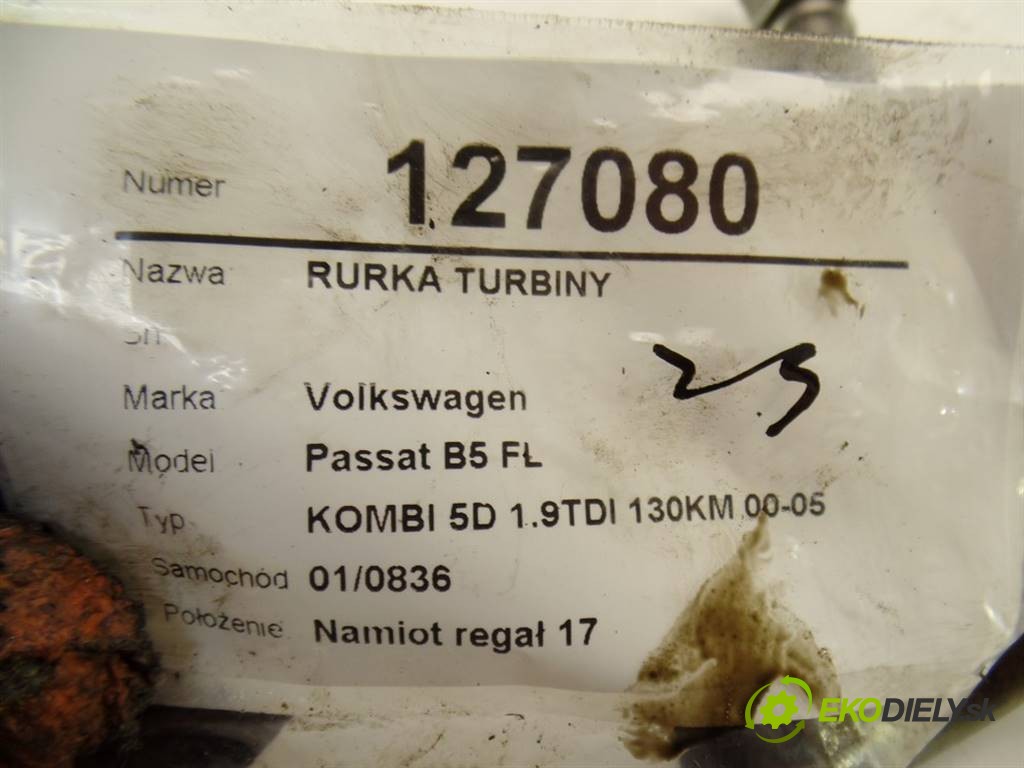 Numer 127080
Nazwa RURKA TURBINY
Sn
Marka Volkswagen
Model Passat B5 FL
Typ KOMBI 5D 1.9TDI 130KM 00-05
Samochód 01/0836
Położenie Namiot regał 17
EKODIELY.sk